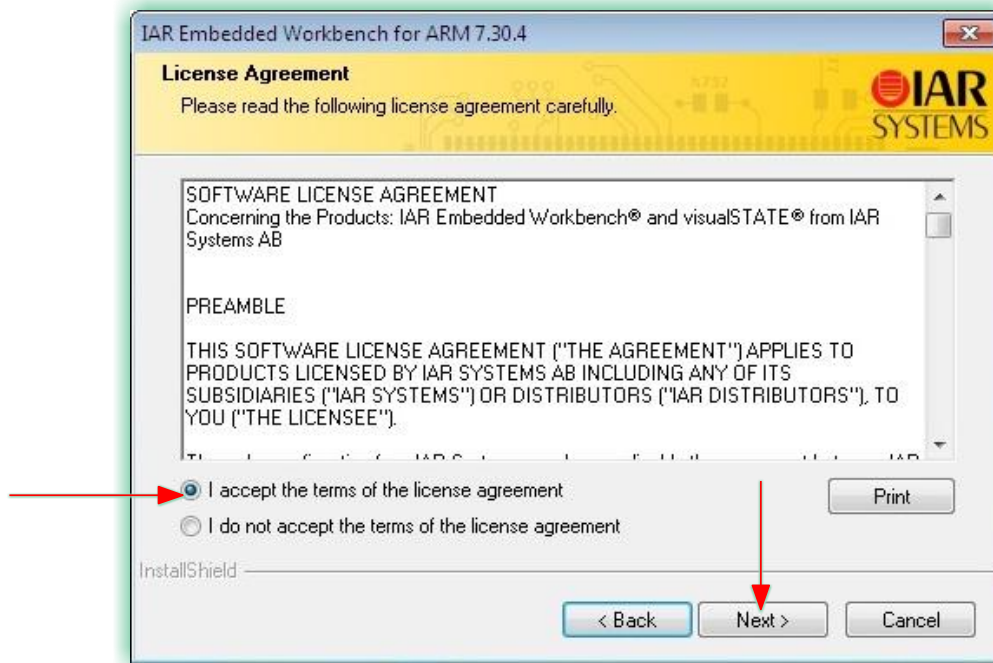 IAR Embedded Workbench for ARM 7.30.4
License Agreement
Please read the following license agreement carefully.
IAR
SYSTEMS
SOFTWARE LICENSE AGREEMENT
Concerning the Products: IAR Embedded Workbench® and visualSTATE® from IAR
Systems AB
PREAMBLE
THIS SOFTWARE LICENSE AGREEMENT ("THE AGREEMENT") APPLIES TO
PRODUCTS LICENSED BY IAR SYSTEMS AB INCLUDING ANY OF ITS
SUBSIDIARIES ("IAR SYSTEMS") OR DISTRIBUTORS ("IAR DISTRIBUTORS"), TO
YOU ("THE LICENSEE").
I accept the terms of the license agreement
Print
I do not accept the terms of the license agreement
InstallShield
< Back
Next >
Cancel